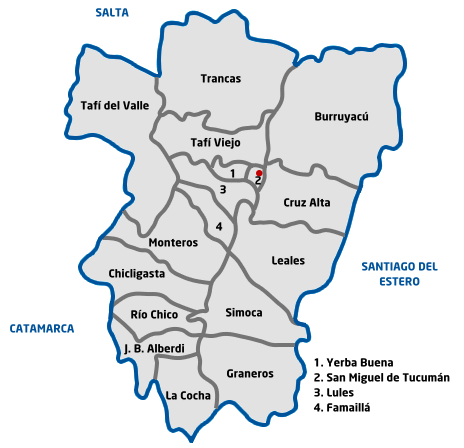 SALTA
Trancas
Tafí del Valle
Burruyacú
Tafí Viejo
1
2
3
Cruz Alta
4
Monteros
Leales
Chicligasta
SANTIAGO DEL
ESTERO
Río Chico
Simoca
CATAMARCA
J. B. Alberdi
Graneros
La Cocha
1. Yerba Buena
2. San Miguel de Tucumán
3. Lules
4. Famaillá